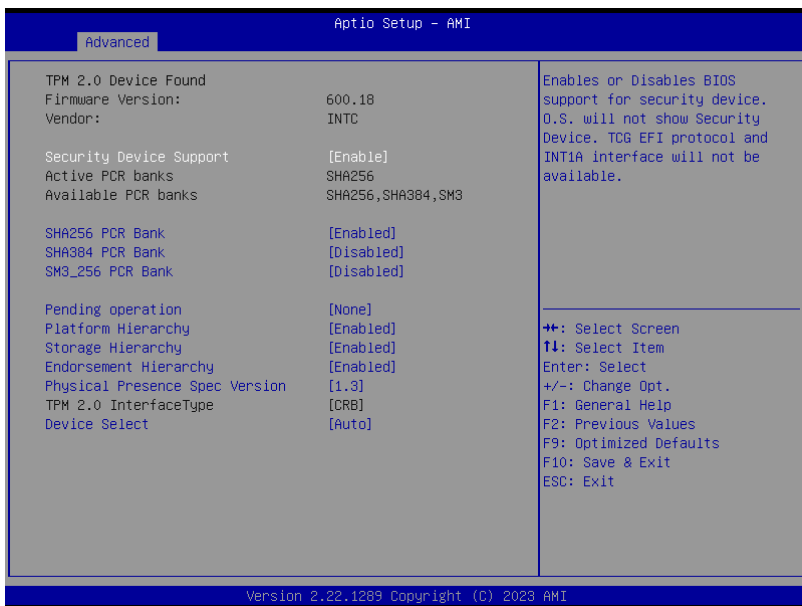 Aptio Setup - AMI
Advanced
TPM 2.0 Device Found
Firmware Version: 600.18
Vendor: INTC
Security Device Support [Enable]
Active PCR banks SHA256
Available PCR banks SHA256,SHA384,SM3
SHA256 PCR Bank [Enabled]
SHA384 PCR Bank [Disabled]
SM3_256 PCR Bank [Disabled]
Pending operation [None]
Platform Hierarchy [Enabled]
Storage Hierarchy [Enabled]
Endorsement Hierarchy [Enabled]
Physical Presence Spec Version [1.3]
TPM 2.0 InterfaceType [CRB]
Device Select [Auto]
Enables or Disables BIOS
support for security device.
O.S. will not show Security
Device. TCG EFI protocol and
INT1A interface will not be
available.
→←: Select Screen
↑↓: Select Item
Enter: Select
+/-: Change Opt.
F1: General Help
F2: Previous Values
F9: Optimized Defaults
F10: Save & Exit
ESC: Exit
Version 2.22.1289 Copyright (C) 2023 AMI